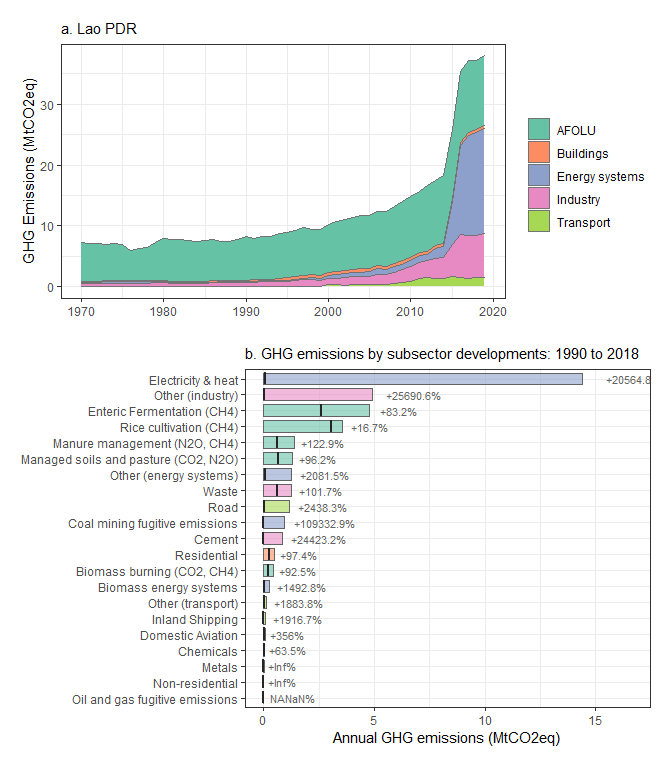 a. Lao PDR
GHG Emissions (MtCO2eq)
30
20
10
0
1970
1980
1990
2000
2010
2020
AFOLU
Buildings
Energy systems
Industry
Transport
b. GHG emissions by subsector developments: 1990 to 2018
Electricity & heat +20564.8
Other (industry) +25690.6%
Enteric Fermentation (CH4) +83.2%
Rice cultivation (CH4) +16.7%
Manure management (N2O, CH4) +122.9%
Managed soils and pasture (CO2, N2O) +96.2%
Other (energy systems) +2081.5%
Waste +101.7%
Road +2438.3%
Coal mining fugitive emissions +109332.9%
Cement +24423.2%
Residential +97.4%
Biomass burning (CO2, CH4) +92.5%
Biomass energy systems +1492.8%
Other (transport) +1883.8%
Inland Shipping +1916.7%
Domestic Aviation +356%
Chemicals +63.5%
Metals +Inf%
Non-residential +Inf%
Oil and gas fugitive emissions NANaN%
0 5 10 15
Annual GHG emissions (MtCO2eq)